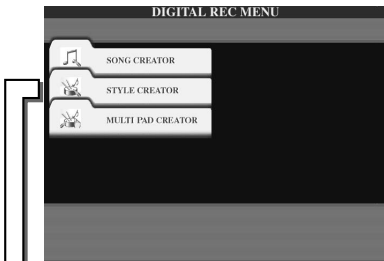 DIGITAL REC MENU
SONG CREATOR
STYLE CREATOR
MULTI PAD CREATOR